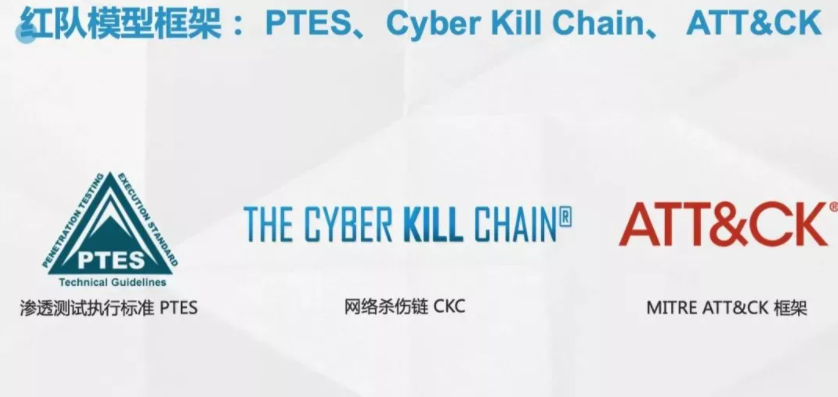 红队模型框架： PTES、Cyber Kill Chain、 ATT&CK
PENETRATION TESTING EXECUTION STANDARD
PTES
Technical Guidelines
渗透测试执行标准 PTES
THE CYBER KILL CHAIN®
网络杀伤链 CKC
ATT&CK®
MITRE ATT&CK 框架